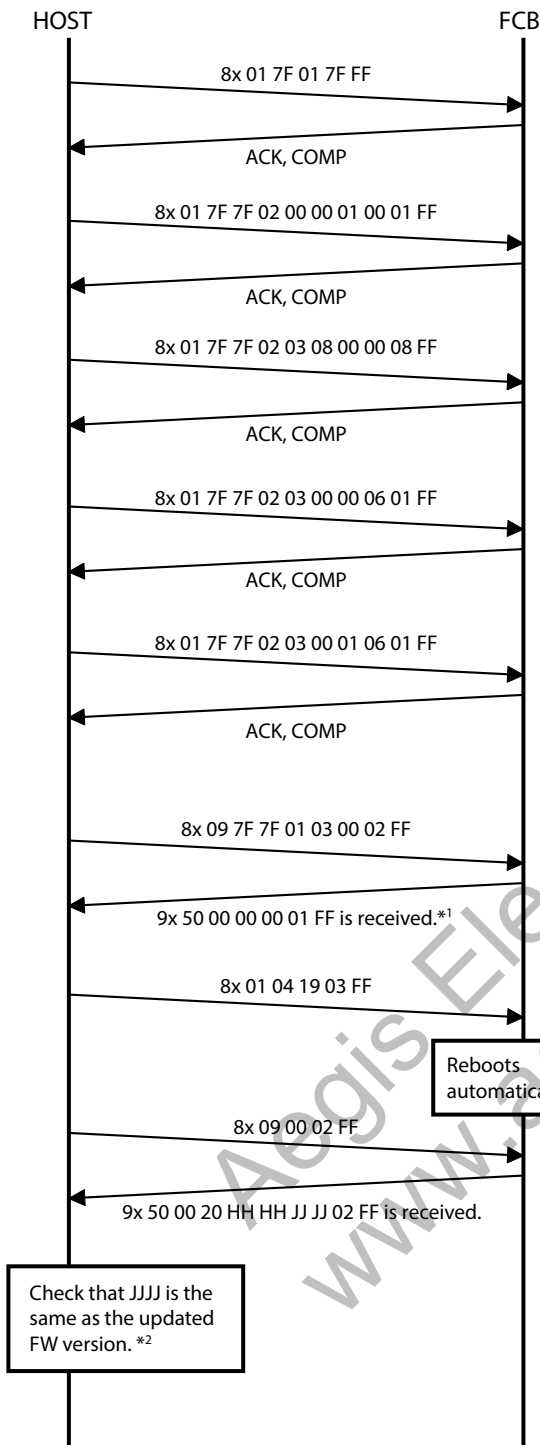 HOST FCB
8x 01 7F 01 7F FF
ACK, COMP
8x 01 7F 7F 02 00 00 01 00 01 FF
ACK, COMP
8x 01 7F 7F 02 03 08 00 00 08 FF
ACK, COMP
8x 01 7F 7F 02 03 00 00 06 01 FF
ACK, COMP
8x 01 7F 7F 02 03 00 01 06 01 FF
ACK, COMP
8x 09 7F 7F 01 03 00 02 FF
9x 50 00 00 00 01 FF is received.*1
8x 01 04 19 03 FF
Reboots
8x 09 00 02 FF
9x 50 00 20 HH HH JJ JJ 02 FF is received.
Check that JJJJ is the
same as the updated
FW version. *2
Aegis
www.a